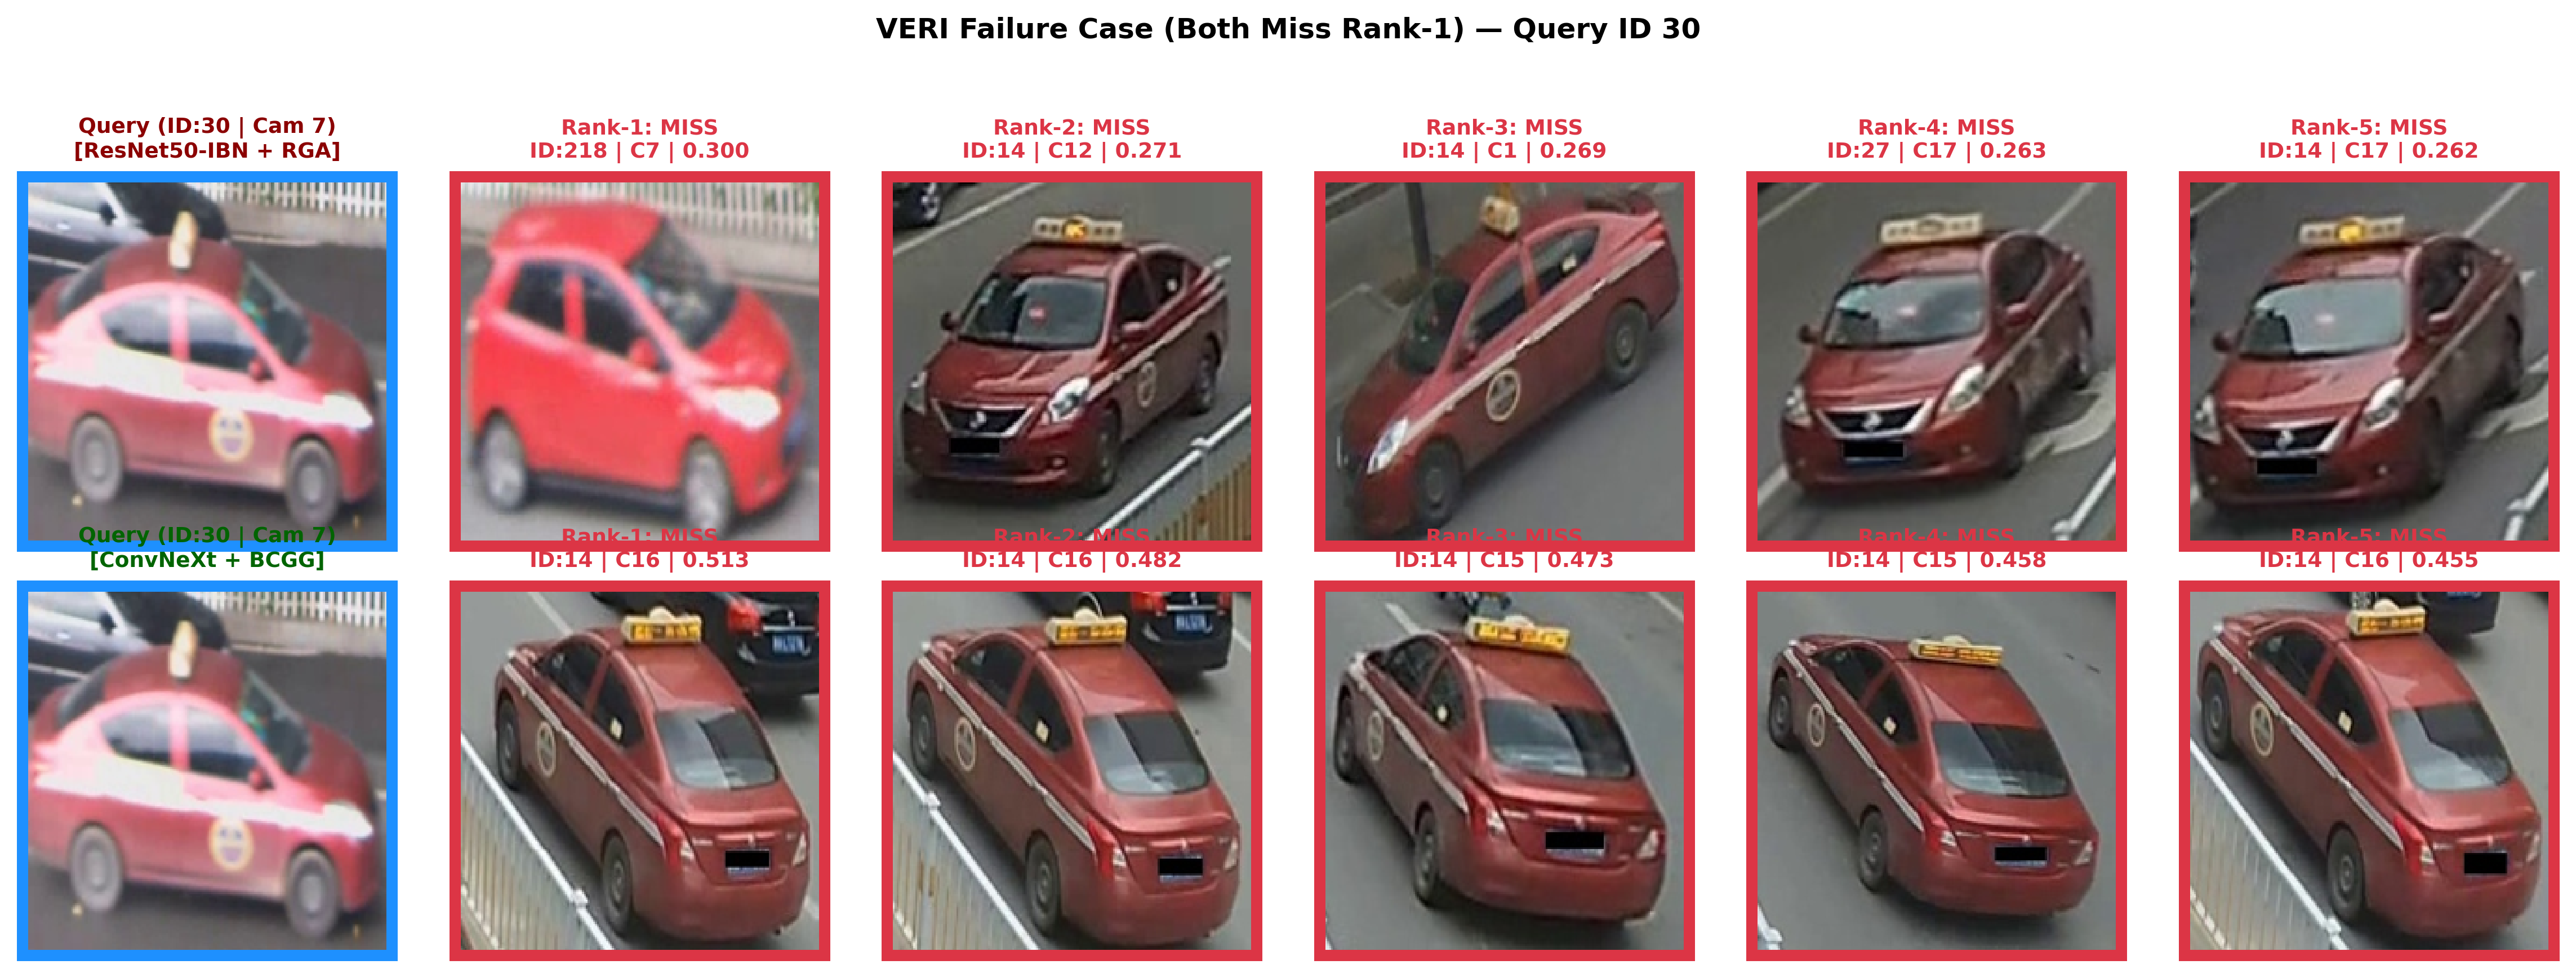 VERI Failure Case (Both Miss Rank-1) — Query ID 30
Query (ID:30 | Cam 7)
[ResNet50-IBN + RGA]
Rank-1: MISS
ID:218 | C7 | 0.300
Rank-2: MISS
ID:14 | C12 | 0.271
Rank-3: MISS
ID:14 | C1 | 0.269
Rank-4: MISS
ID:27 | C17 | 0.263
Rank-5: MISS
ID:14 | C17 | 0.262
Query (ID:30 | Cam 7)
[ConvNeXt + BCGG]
Rank-1: MISS
ID:14 | C16 | 0.513
Rank-2: MISS
ID:14 | C16 | 0.482
Rank-3: MISS
ID:14 | C15 | 0.473
Rank-4: MISS
ID:14 | C15 | 0.458
Rank-5: MISS
ID:14 | C16 | 0.455